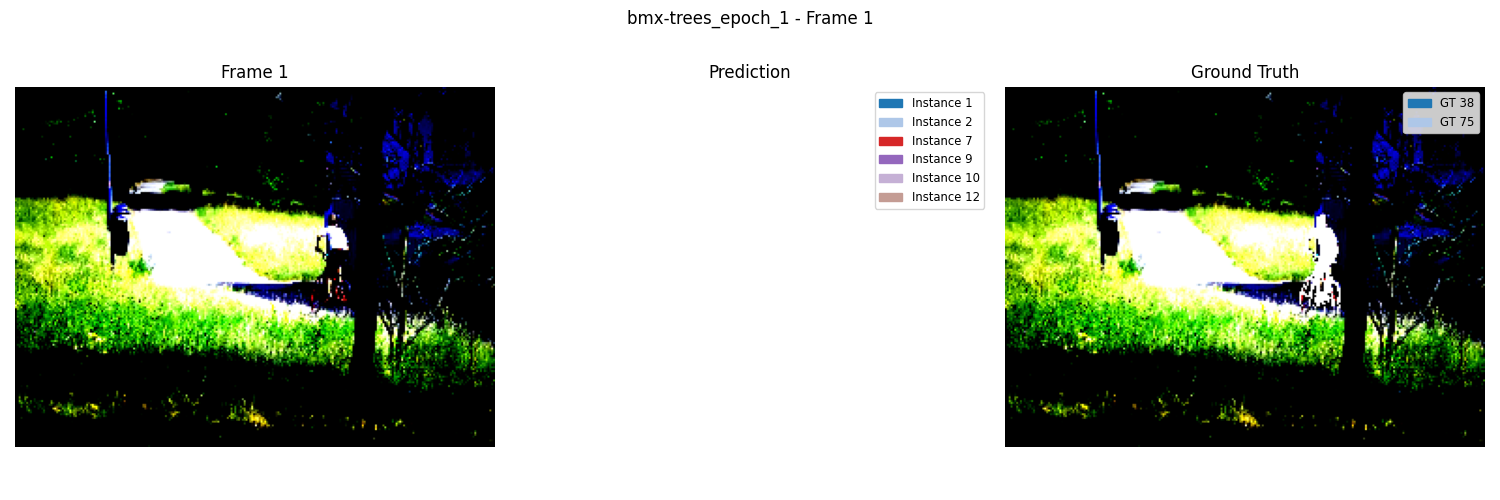 bmx-trees_epoch_1 - Frame 1
Frame 1
Prediction
Instance 1
Instance 2
Instance 7
Instance 9
Instance 10
Instance 12
Ground Truth
GT 38
GT 75